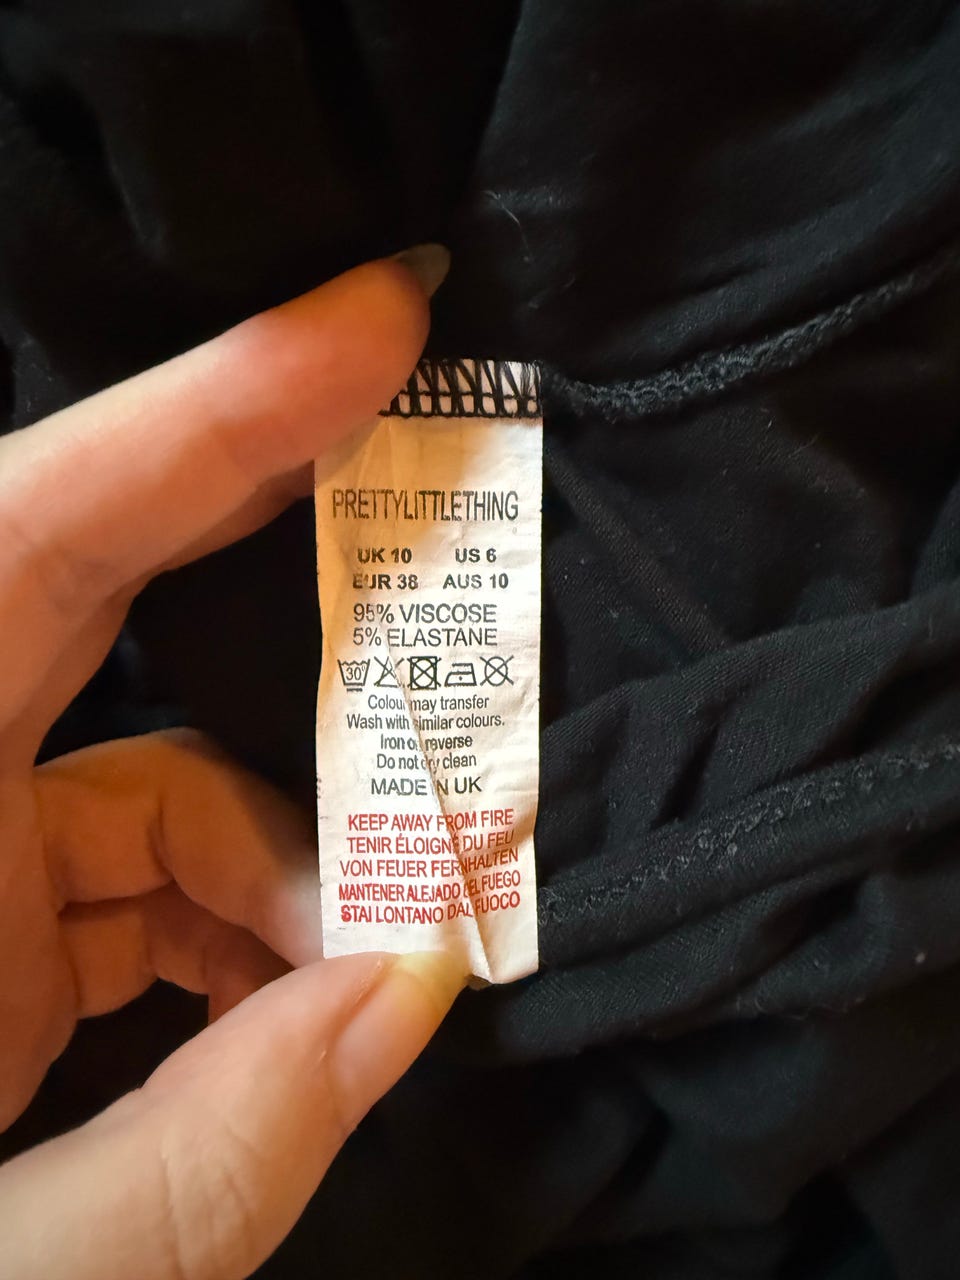 PRETTYLITTLETHING
UK 10 US 6
EUR 38 AUS 10
95% VISCOSE
5% ELASTANE
30°
Colour may transfer
Wash with similar colours.
Iron on reverse
Do not dry clean
MADE IN UK
KEEP AWAY FROM FIRE
TENIR ÉLOIGNÉ DU FEU
VON FEUER FERNHALTEN
MANTENER ALEJADO DEL FUEGO
STAI LONTANO DAL FUOCO